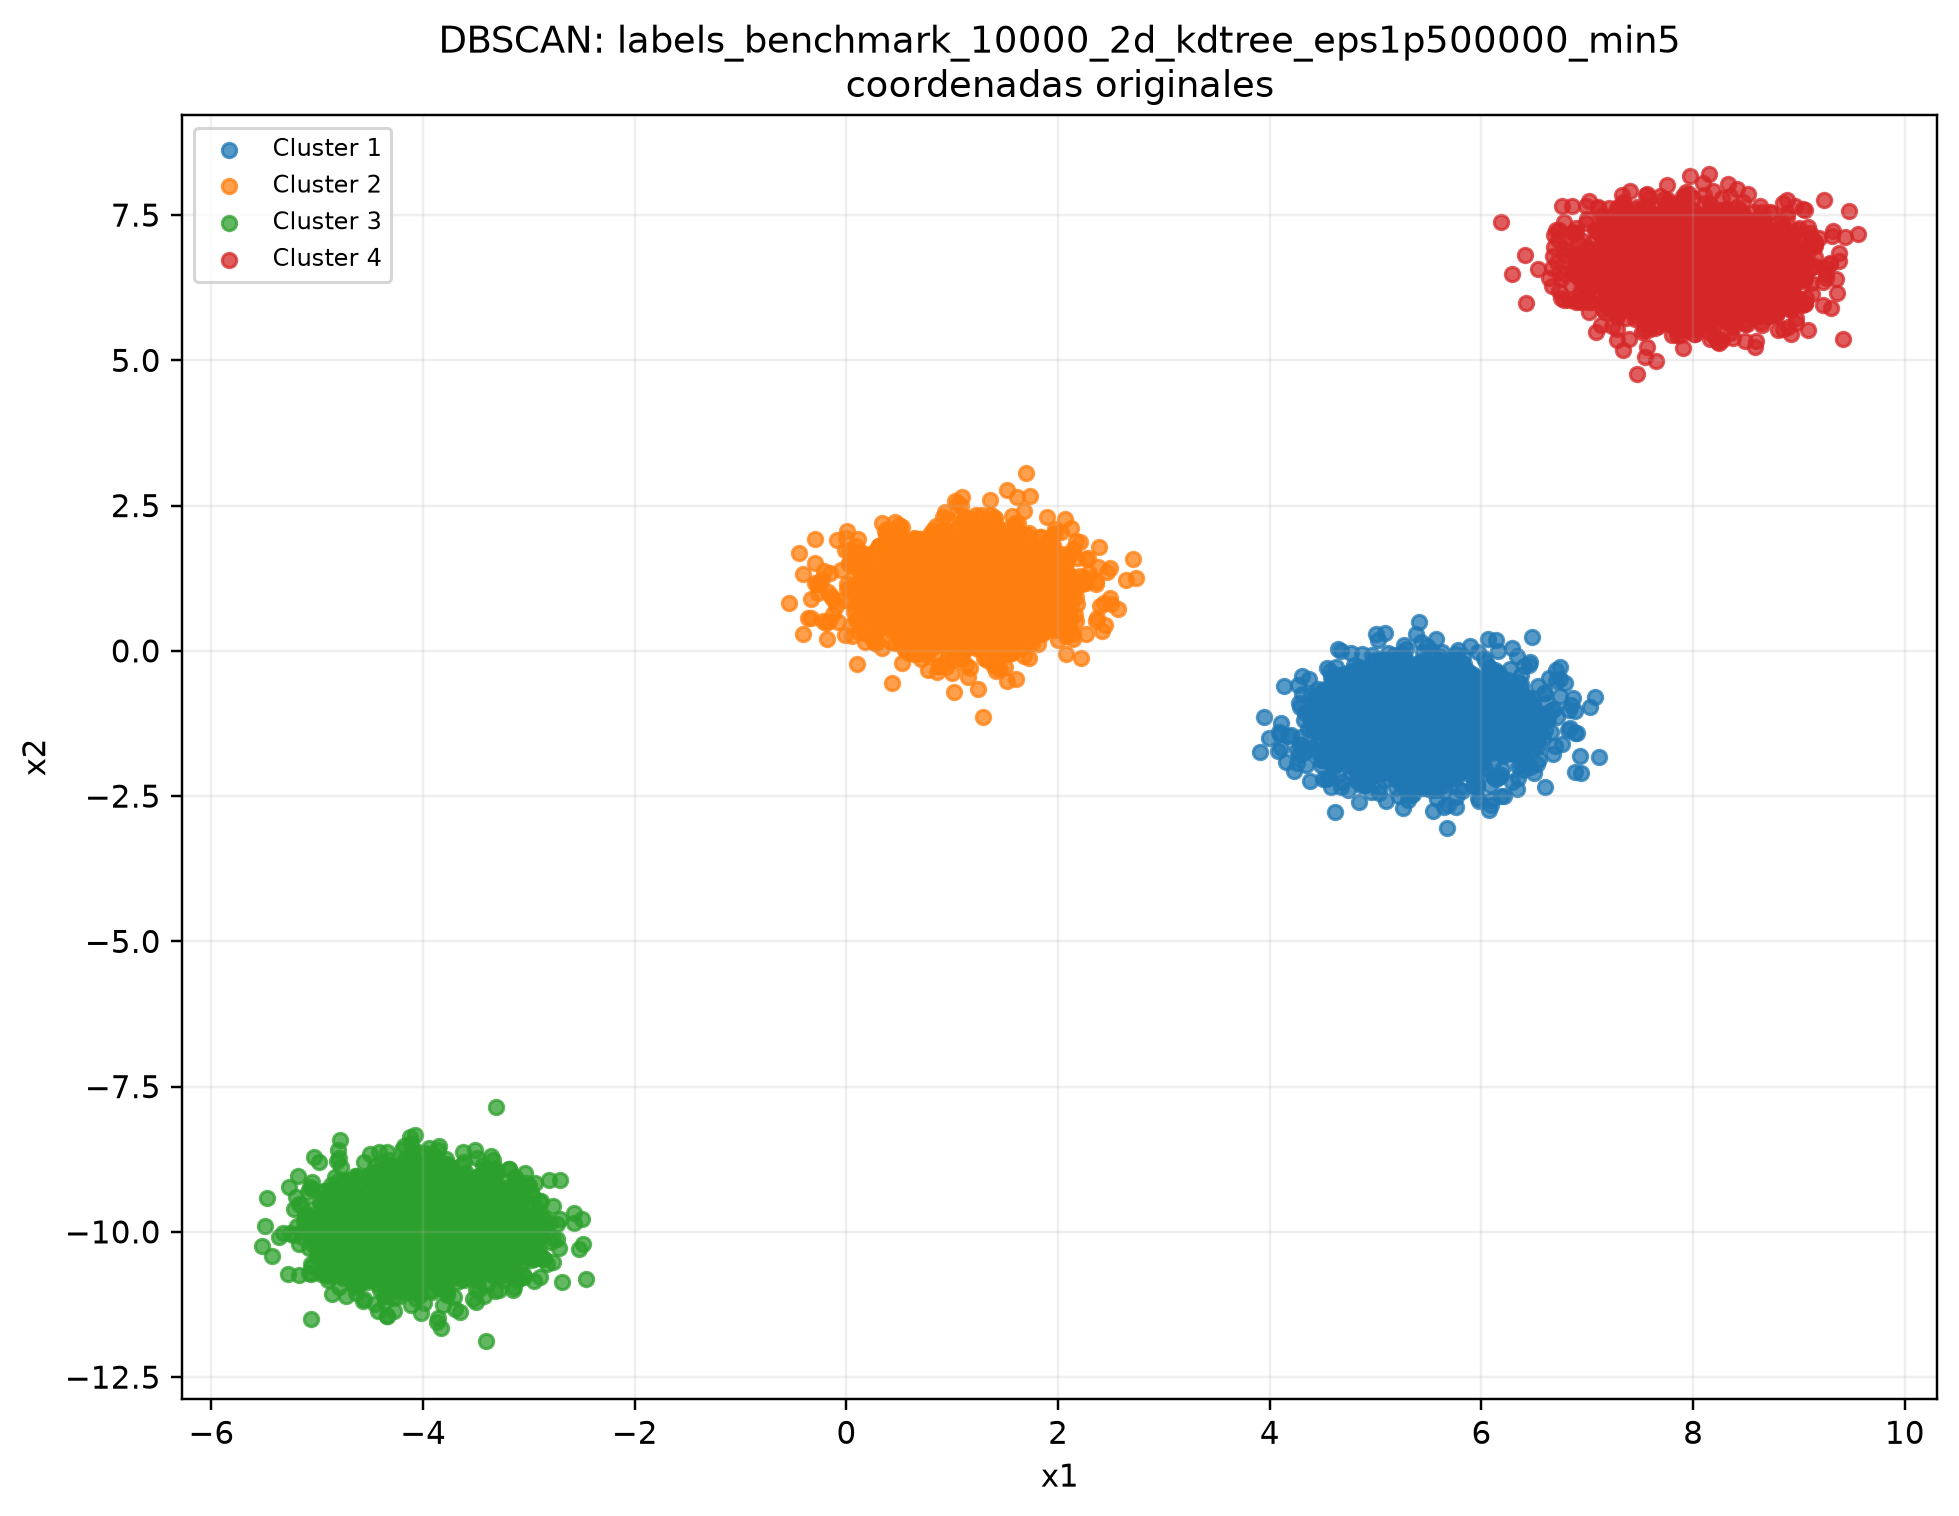 DBSCAN: labels_benchmark_10000_2d_kdtree_eps1p500000_min5
coordenadas originales
Cluster 1
Cluster 2
Cluster 3
Cluster 4
7.5
5.0
2.5
0.0
−2.5
−5.0
−7.5
−10.0
−12.5
x2
−6 −4 −2 0 2 4 6 8 10
x1